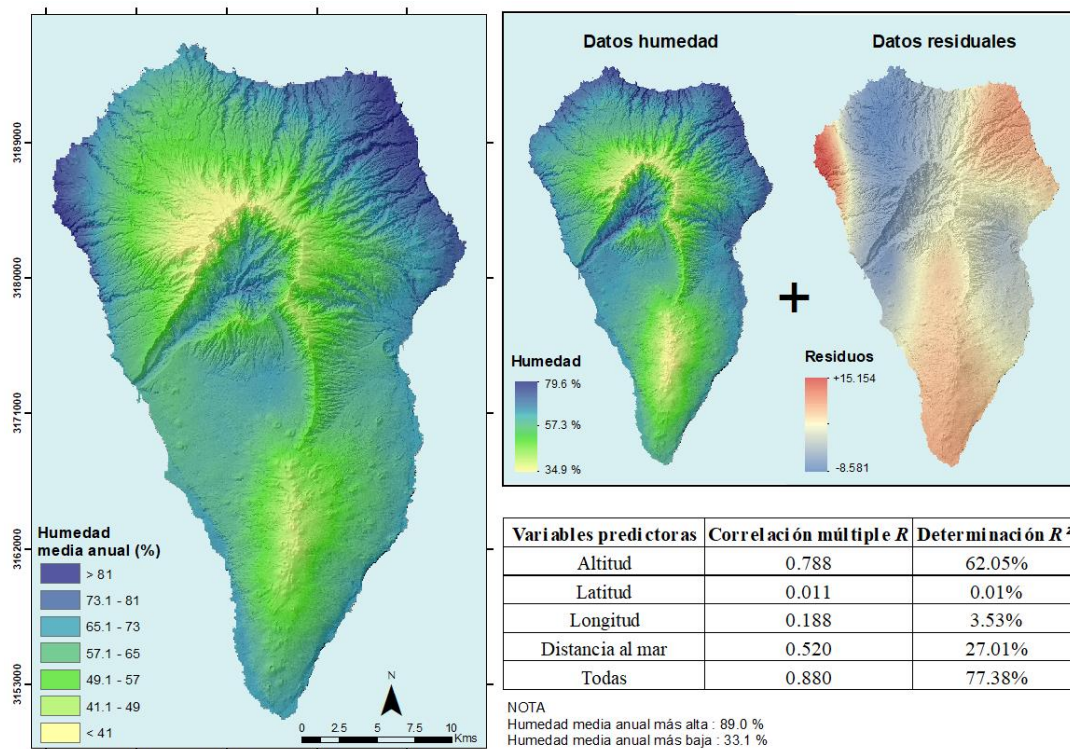 3189000
3180000
3171000
3162000
3153000
Humedad
media anual (%)
> 81
73.1 - 81
65.1 - 73
57.1 - 65
49.1 - 57
41.1 - 49
< 41
N
0 2.5 5 7.5 10
Kms
Datos humedad
Datos residuales
+
Humedad
79.6 %
57.3 %
34.9 %
Residuos
+15.154
-8.581
Variables predictoras Correlación múltiple R Determinación R²
Altitud 0.788 62.05%
Latitud 0.011 0.01%
Longitud 0.188 3.53%
Distancia al mar 0.520 27.01%
Todas 0.880 77.38%
NOTA
Humedad media anual más alta : 89.0 %
Humedad media anual más baja : 33.1 %